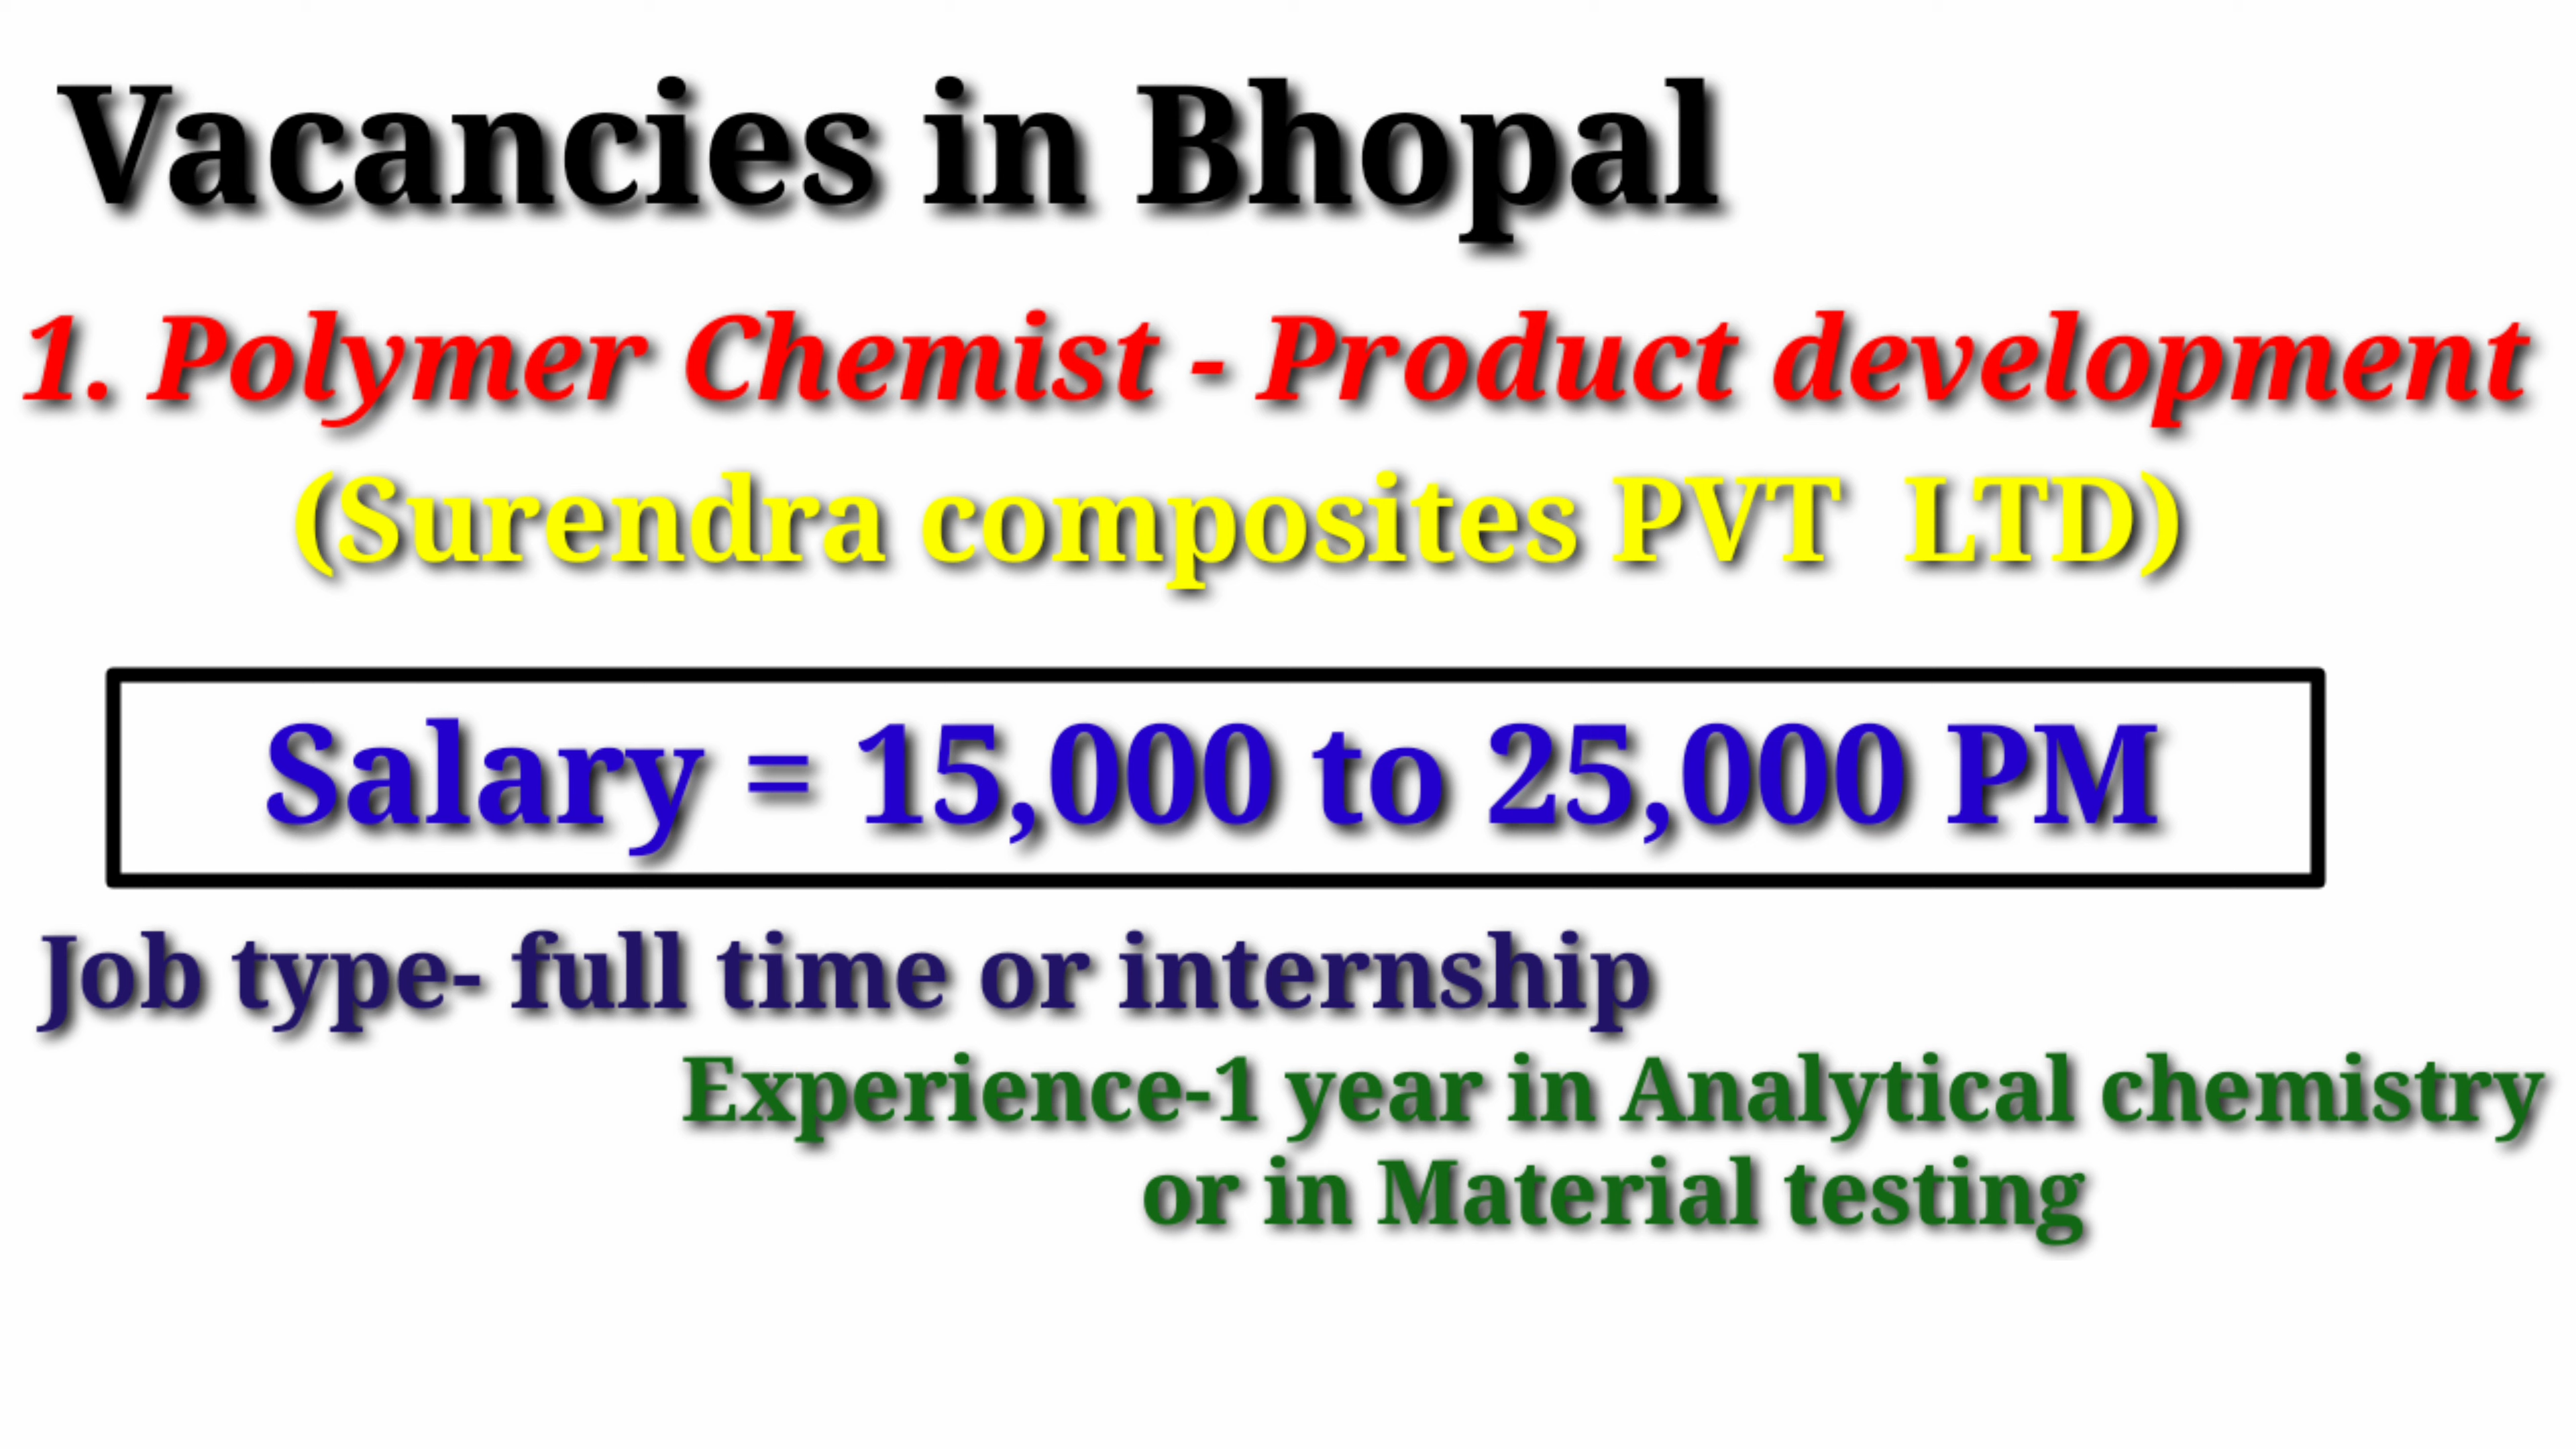 Vacancies in Bhopal
1. Polymer Chemist - Product development
(Surendra composites PVT LTD)
Salary = 15,000 to 25,000 PM
Job type- full time or internship
Experience-1 year in Analytical chemistry
or in Material testing